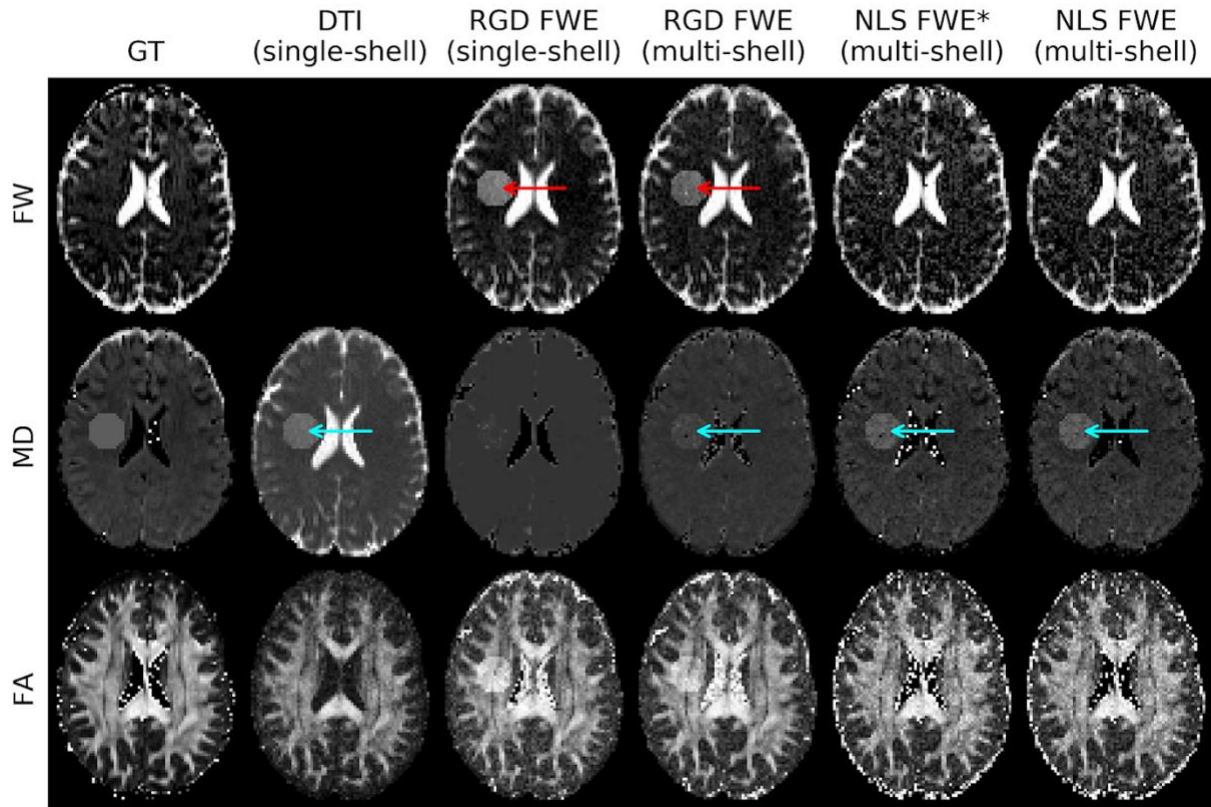 GT
DTI
(single-shell)
RGD FWE
(single-shell)
RGD FWE
(multi-shell)
NLS FWE*
(multi-shell)
NLS FWE
(multi-shell)
FW
MD
FA